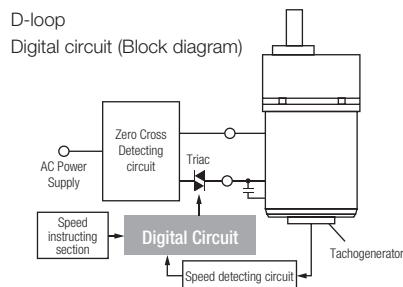 D-loop
Digital circuit (Block diagram)
Zero Cross
Detecting
circuit
Triac
AC Power
Supply
Speed
instructing
section
Digital Circuit
Tachogenerator
Speed detecting circuit